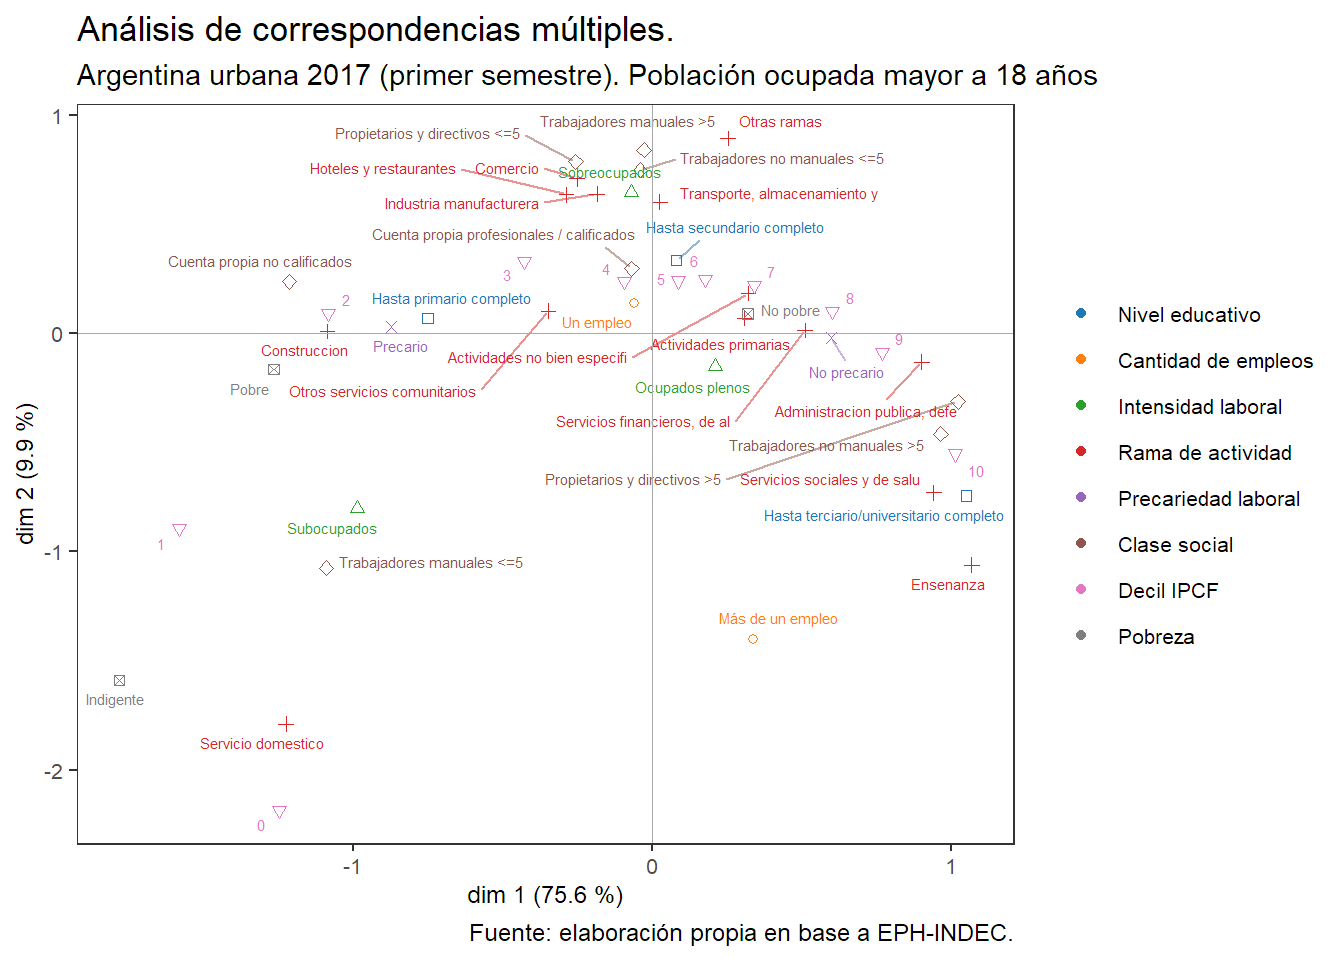 Análisis de correspondencias múltiples.
Argentina urbana 2017 (primer semestre). Población ocupada mayor a 18 años
1
Trabajadores manuales >5
Otras ramas
Propietarios y directivos <=5
Trabajadores no manuales <=5
Hoteles y restaurantes
Comercio
Sobreocupados
Transporte, almacenamiento y
Industria manufacturera
Hasta secundario completo
Cuenta propia profesionales / calificados
Cuenta propia no calificados
3
4
5
6
7
2
Hasta primario completo
8
No pobre
Un empleo
0
9
Construccion
Precario
Actividades primarias
Actividades no bien especifi
No precario
Pobre
Otros servicios comunitarios
Ocupados plenos
Administracion publica, defe
Servicios financieros, de al
Trabajadores no manuales >5
10
Propietarios y directivos >5
Servicios sociales y de salu
Hasta terciario/universitario completo
Subocupados
1
-1
Trabajadores manuales <=5
Ensenanza
Más de un empleo
Indigente
Servicio domestico
-2
0
dim 2 (9.9 %)
-1
0
1
dim 1 (75.6 %)
Fuente: elaboración propia en base a EPH-INDEC.
Nivel educativo
Cantidad de empleos
Intensidad laboral
Rama de actividad
Precariedad laboral
Clase social
Decil IPCF
Pobreza